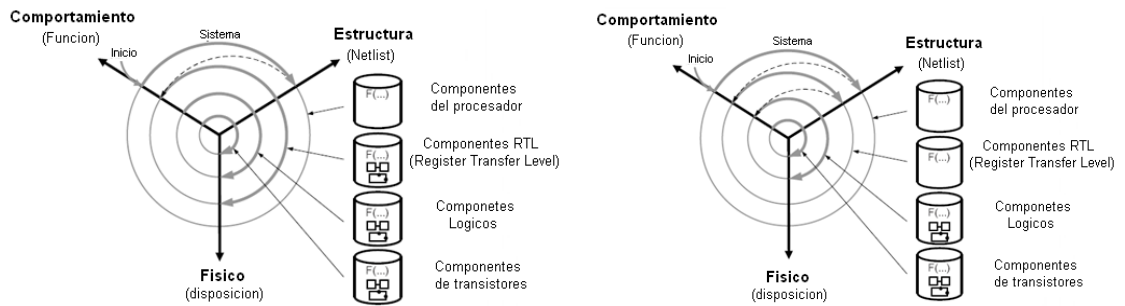 Comportamiento
(Funcion)
Inicio
Sistema
Estructura
(Netlist)
F(...)
Componentes
del procesador
F(...)
Componentes RTL
(Register Transfer Level)
F(...)
Componetes
Logicos
F(...)
Componentes
de transistores
Fisico
(disposicion)
Comportamiento
(Funcion)
Inicio
Sistema
Estructura
(Netlist)
F(...)
Componentes
del procesador
F(...)
Componentes RTL
(Register Transfer Level)
F(...)
Componetes
Logicos
F(...)
Componentes
de transistores
Fisico
(disposicion)